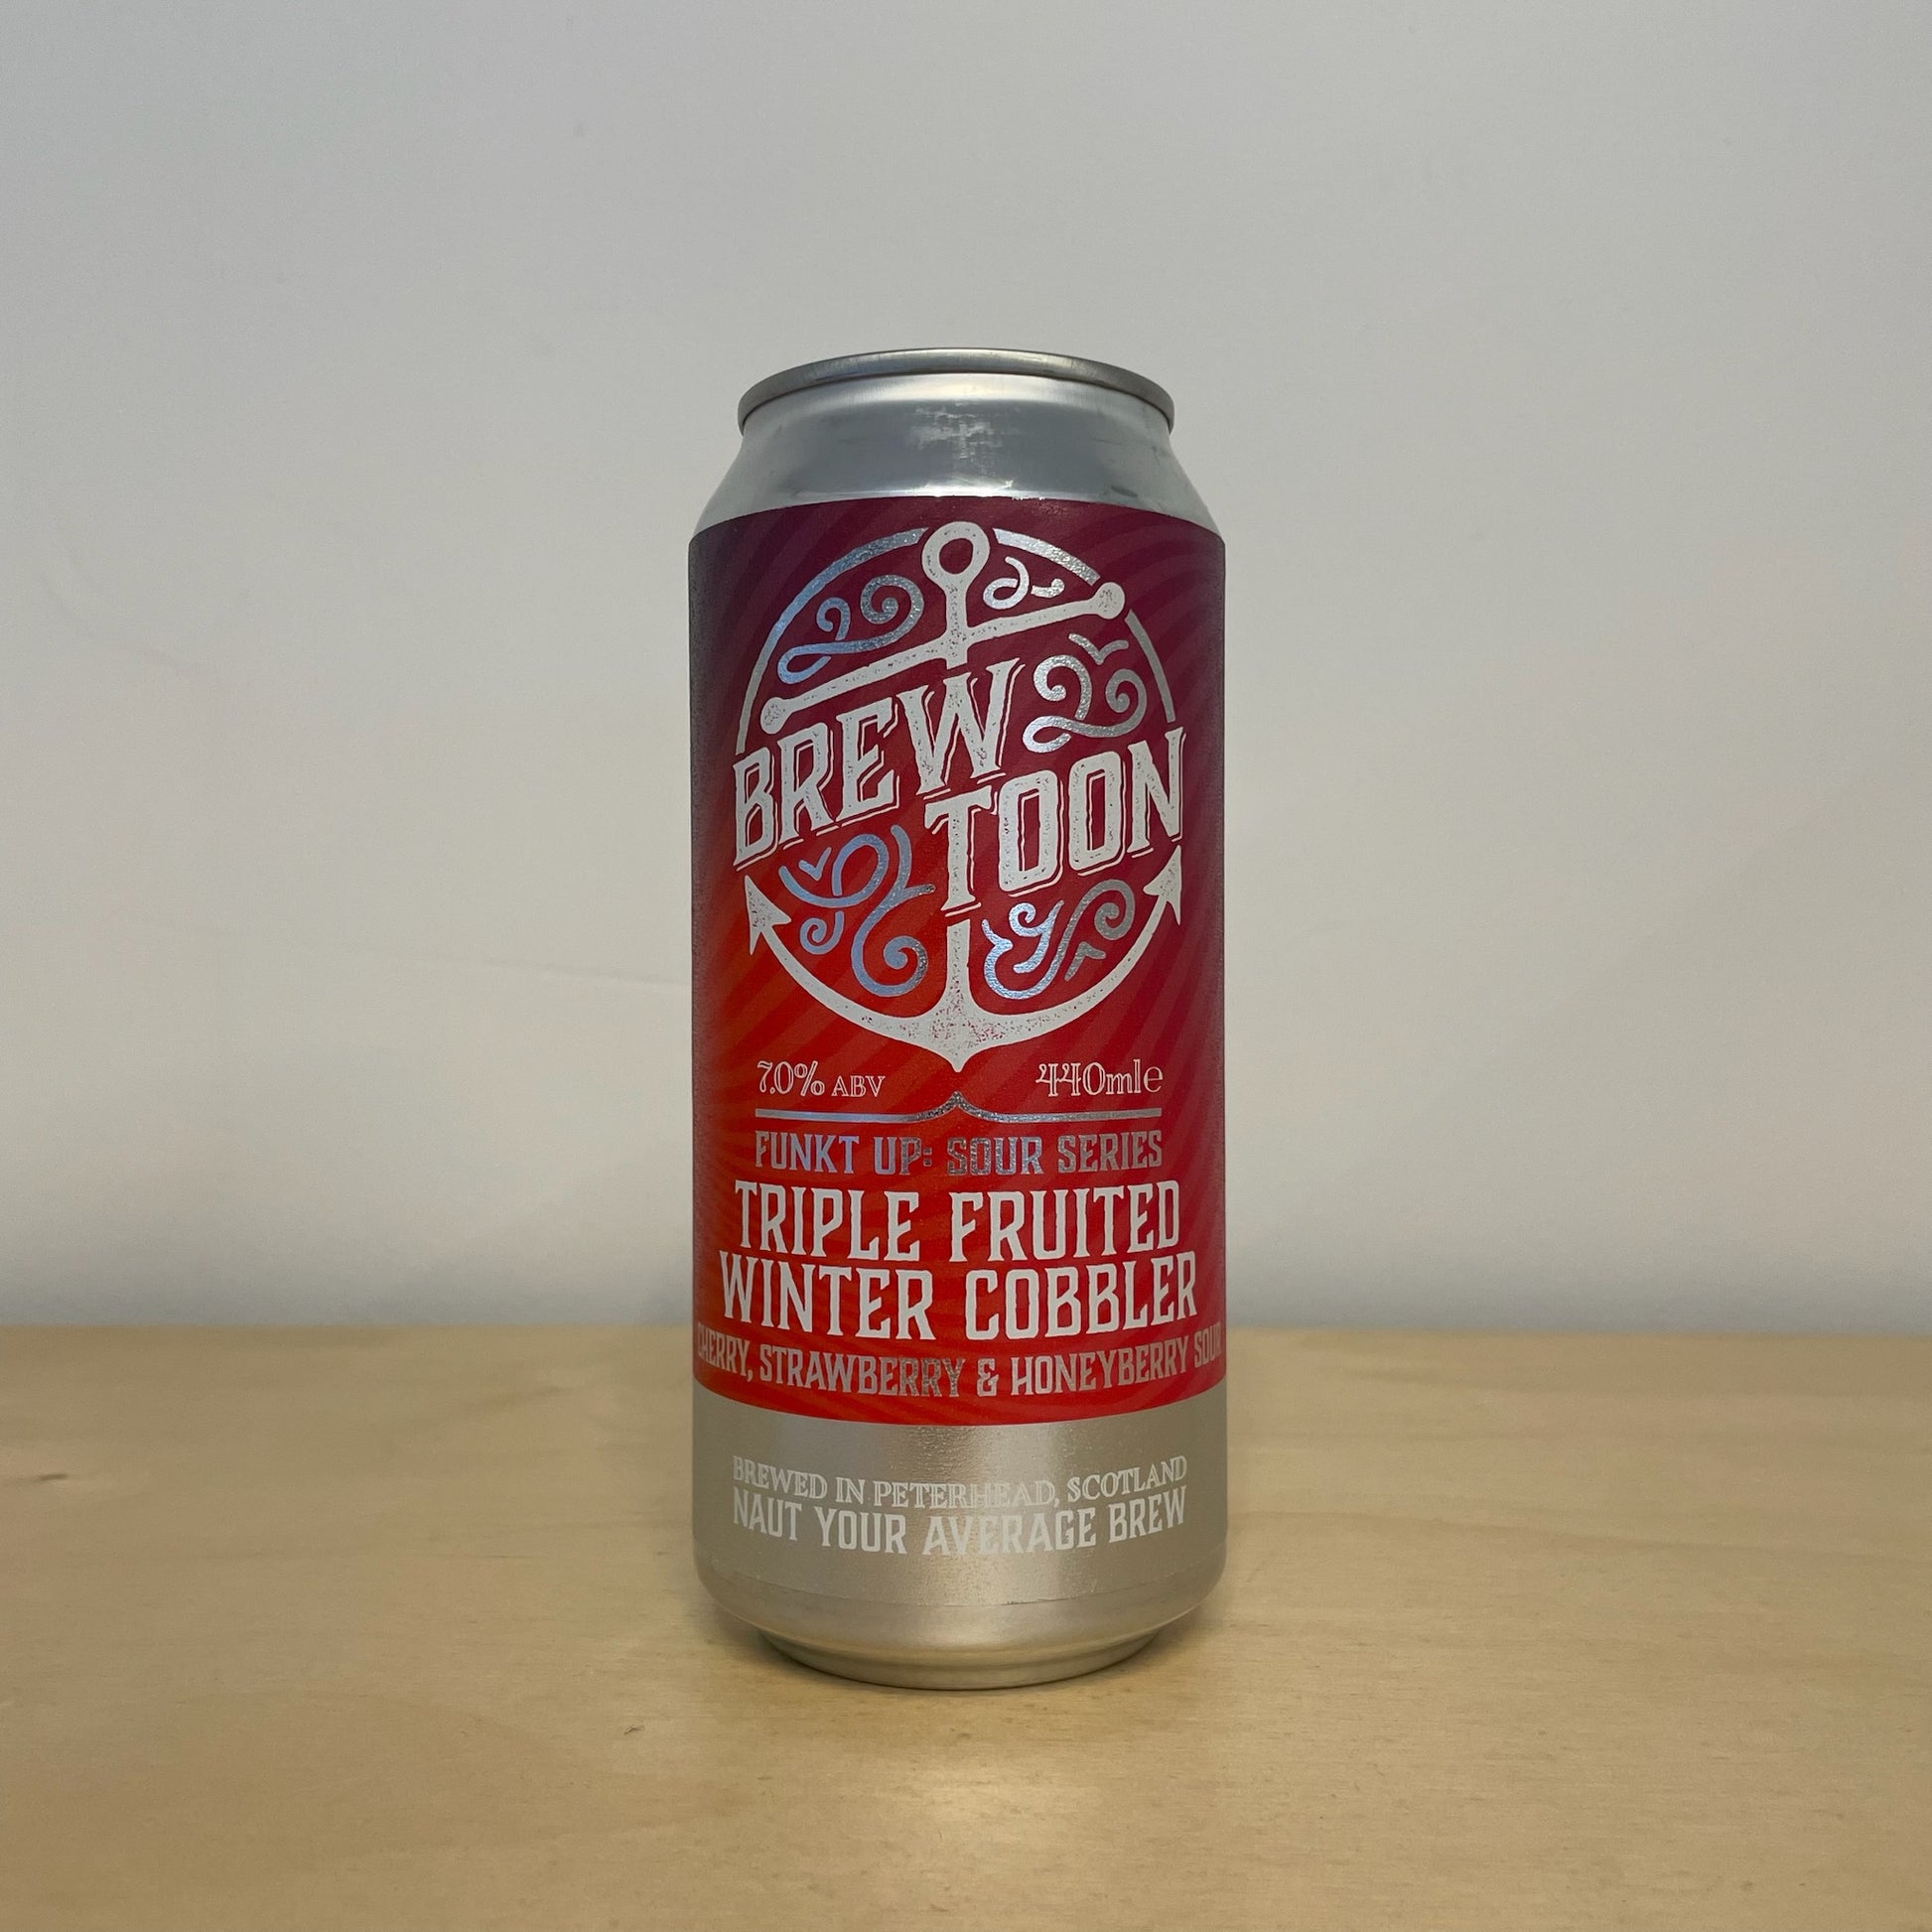 BREW
TOON
7.0% ABV 440ml℮
FUNKT UP: SOUR SERIES
TRIPLE FRUITED
WINTER COBBLER
CHERRY, STRAWBERRY & HONEYBERRY SOUR
BREWED IN PETERHEAD, SCOTLAND
NAUT YOUR AVERAGE BREW